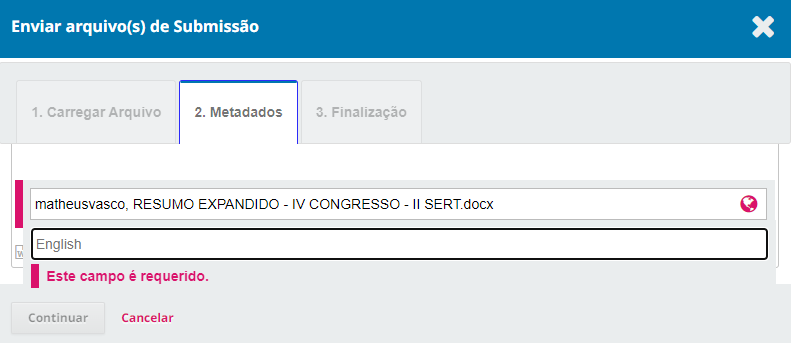 Enviar arquivo(s) de Submissão
1. Carregar Arquivo
2. Metadados
3. Finalização
matheusvasco, RESUMO EXPANDIDO - IV CONGRESSO - II SERT.docx
English
Este campo é requerido.
Continuar
Cancelar